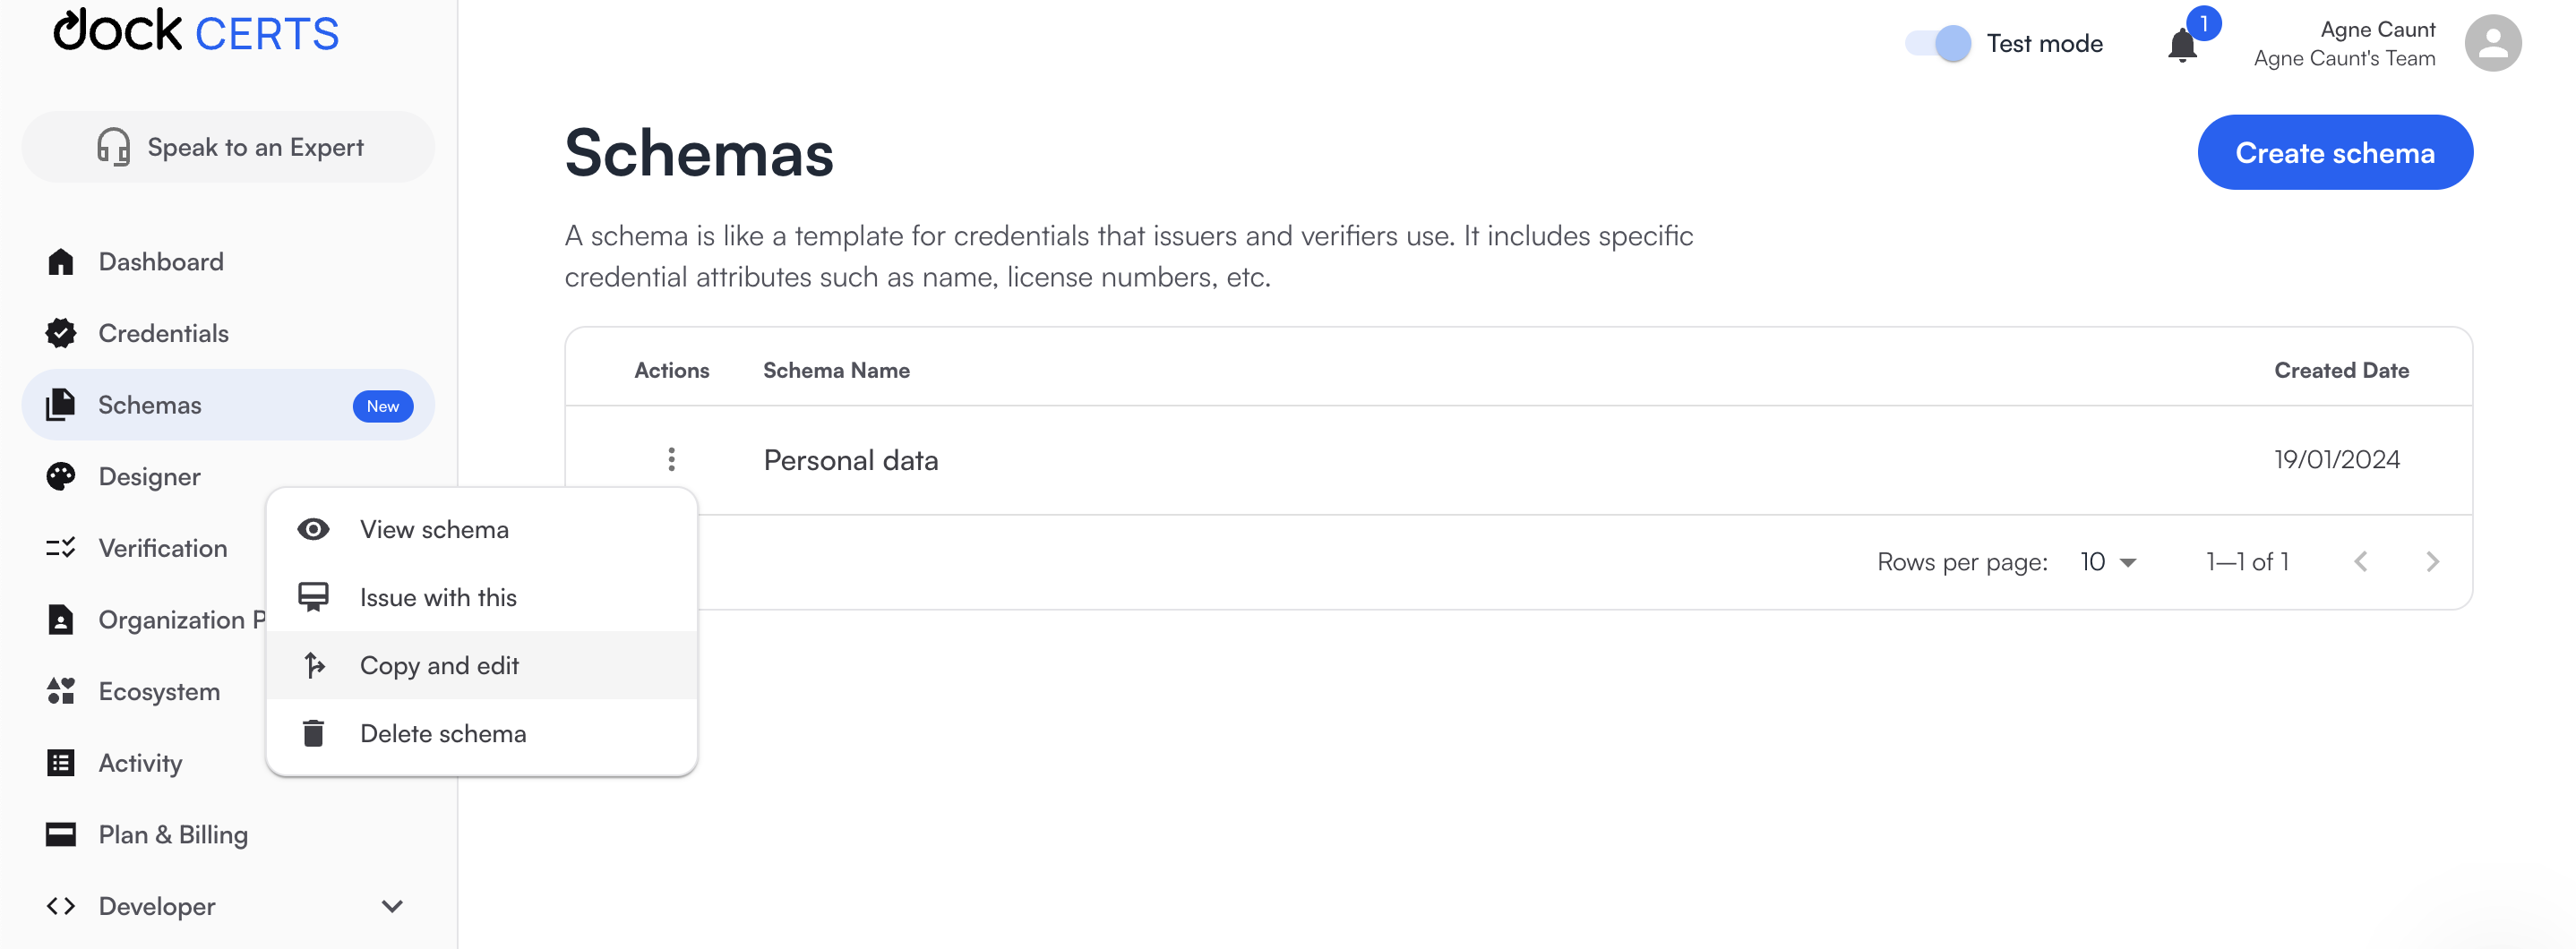 dock CERTS
Speak to an Expert
Dashboard
Credentials
Schemas New
Designer
Verification
Organization P
Ecosystem
Activity
Plan & Billing
Developer
View schema
Issue with this
Copy and edit
Delete schema
Test mode
1
Agne Caunt
Agne Caunt's Team
Schemas
Create schema
A schema is like a template for credentials that issuers and verifiers use. It includes specific
credential attributes such as name, license numbers, etc.
Actions Schema Name Created Date
Personal data 19/01/2024
Rows per page: 10 1–1 of 1